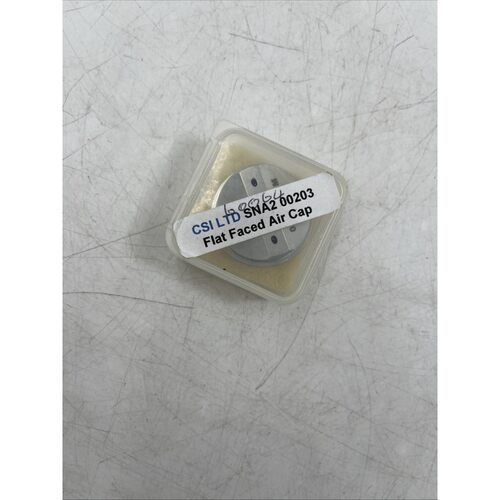 CSI LTD SNA2 00203
Flat Faced Air Cap